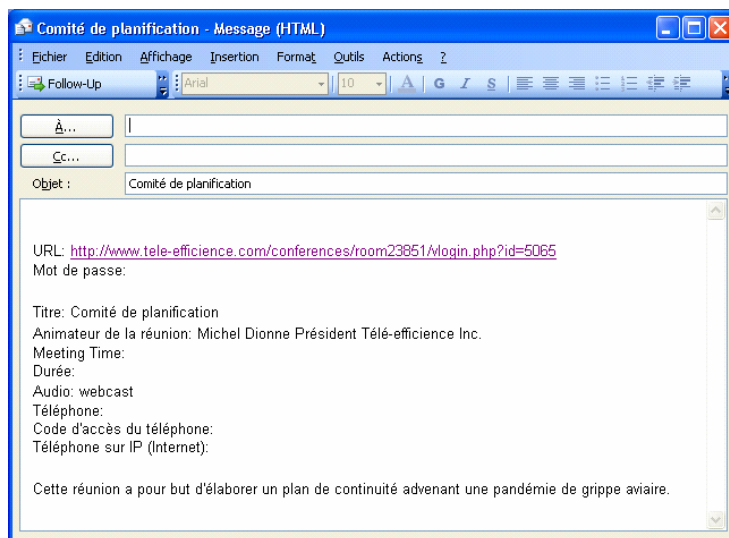 Comité de planification - Message (HTML)
Fichier Edition Affichage Insertion Format Outils Actions ?
Follow-Up Arial 10 A G I S
À...
Cc...
Objet : Comité de planification
URL: http://www.tele-efficience.com/conferences/room23851/vlogin.php?id=5065
Mot de passe:
Titre: Comité de planification
Animateur de la réunion: Michel Dionne Président Télé-efficience Inc.
Meeting Time:
Durée:
Audio: webcast
Téléphone:
Code d'accès du téléphone:
Téléphone sur IP (Internet):
Cette réunion a pour but d'élaborer un plan de continuité advenant une pandémie de grippe aviaire.